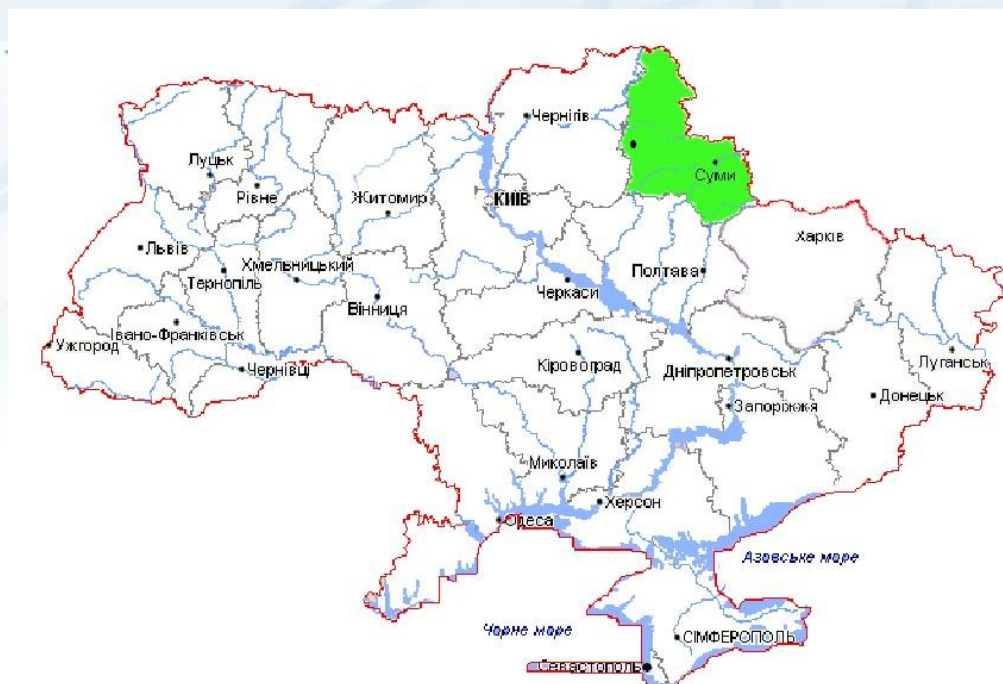 Чернігів
Луцьк
Суми
Рівне
Житомир
КИЇВ
Харків
Львів
Хмельницький
Полтава
Тернопіль
Черкаси
Вінниця
Івано-Франківськ
Ужгород
Кіровоград
Дніпропетровськ
Луганськ
Чернівці
Донецьк
Запоріжжя
Миколаїв
Херсон
Одеса
Азовське море
Чорне море
СІМФЕРОПОЛЬ
Севастополь